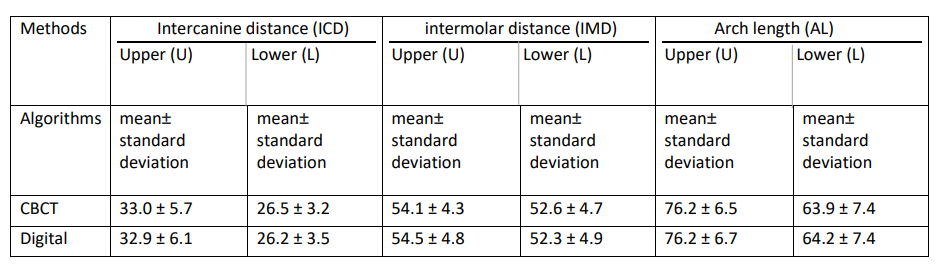 Methods Intercanine distance (ICD) intermolar distance (IMD) Arch length (AL)
Upper (U) Lower (L) Upper (U) Lower (L) Upper (U) Lower (L)
Algorithms mean± mean± mean± mean± mean± mean±
standard standard standard standard standard standard
deviation deviation deviation deviation deviation deviation
CBCT 33.0 ± 5.7 26.5 ± 3.2 54.1 ± 4.3 52.6 ± 4.7 76.2 ± 6.5 63.9 ± 7.4
Digital 32.9 ± 6.1 26.2 ± 3.5 54.5 ± 4.8 52.3 ± 4.9 76.2 ± 6.7 64.2 ± 7.4